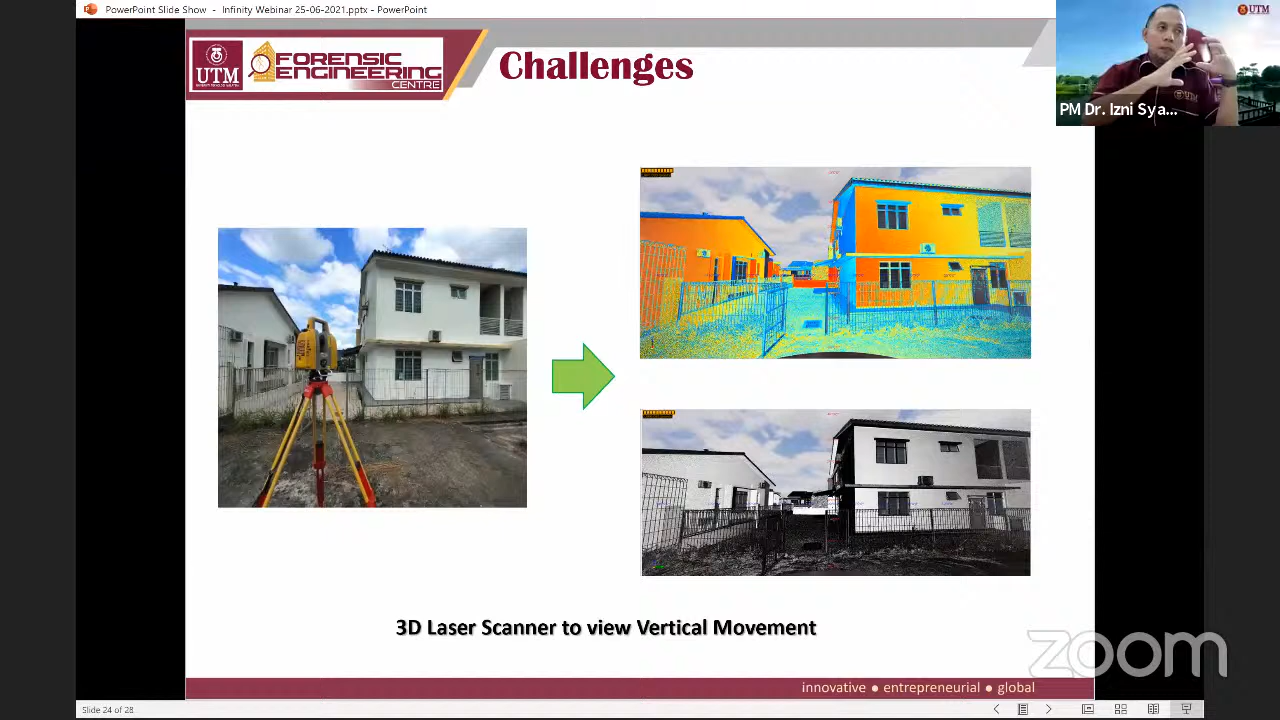 PowerPoint Slide Show - Infinity Webinar 25-06-2021.pptx - PowerPoint
UTM
UTM
FORENSIC
ENGINEERING
CENTRE
Challenges
PM Dr. Izni Sya...
3D Laser Scanner to view Vertical Movement
zoom
innovative ● entrepreneurial ● global
Slide 24 of 28